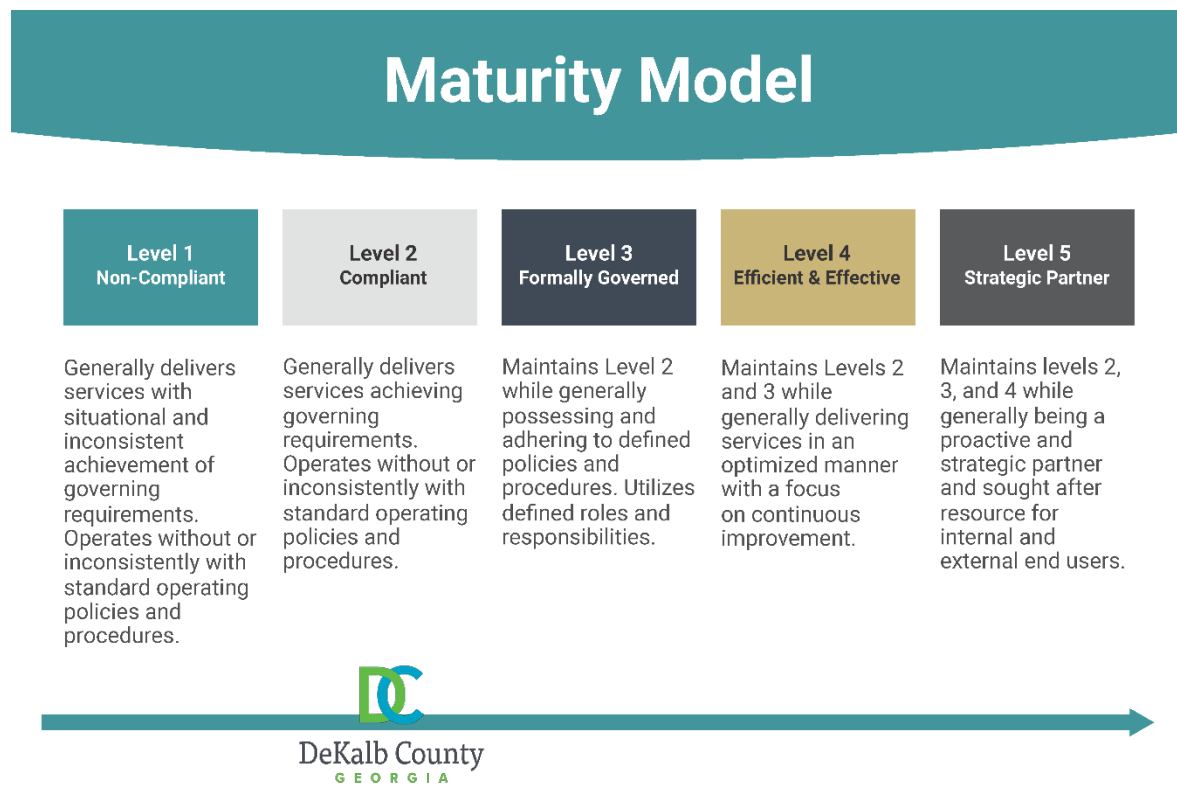 Maturity Model
Level 1
Non-Compliant
Generally delivers
services with
situational and
inconsistent
achievement of
governing
requirements.
Operates without or
inconsistently with
standard operating
policies and
procedures.
Level 2
Compliant
Generally delivers
services achieving
governing
requirements.
Operates without or
inconsistently with
standard operating
policies and
procedures.
Level 3
Formally Governed
Maintains Level 2
while generally
possessing and
adhering to defined
policies and
procedures. Utilizes
defined roles and
responsibilities.
Level 4
Efficient & Effective
Maintains Levels 2
and 3 while
generally delivering
services in an
optimized manner
with a focus
on continuous
improvement.
Level 5
Strategic Partner
Maintains levels 2,
3, and 4 while
generally being a
proactive and
strategic partner
and sought after
resource for
internal and
external end users.
DC
DeKalb County
GEORGIA